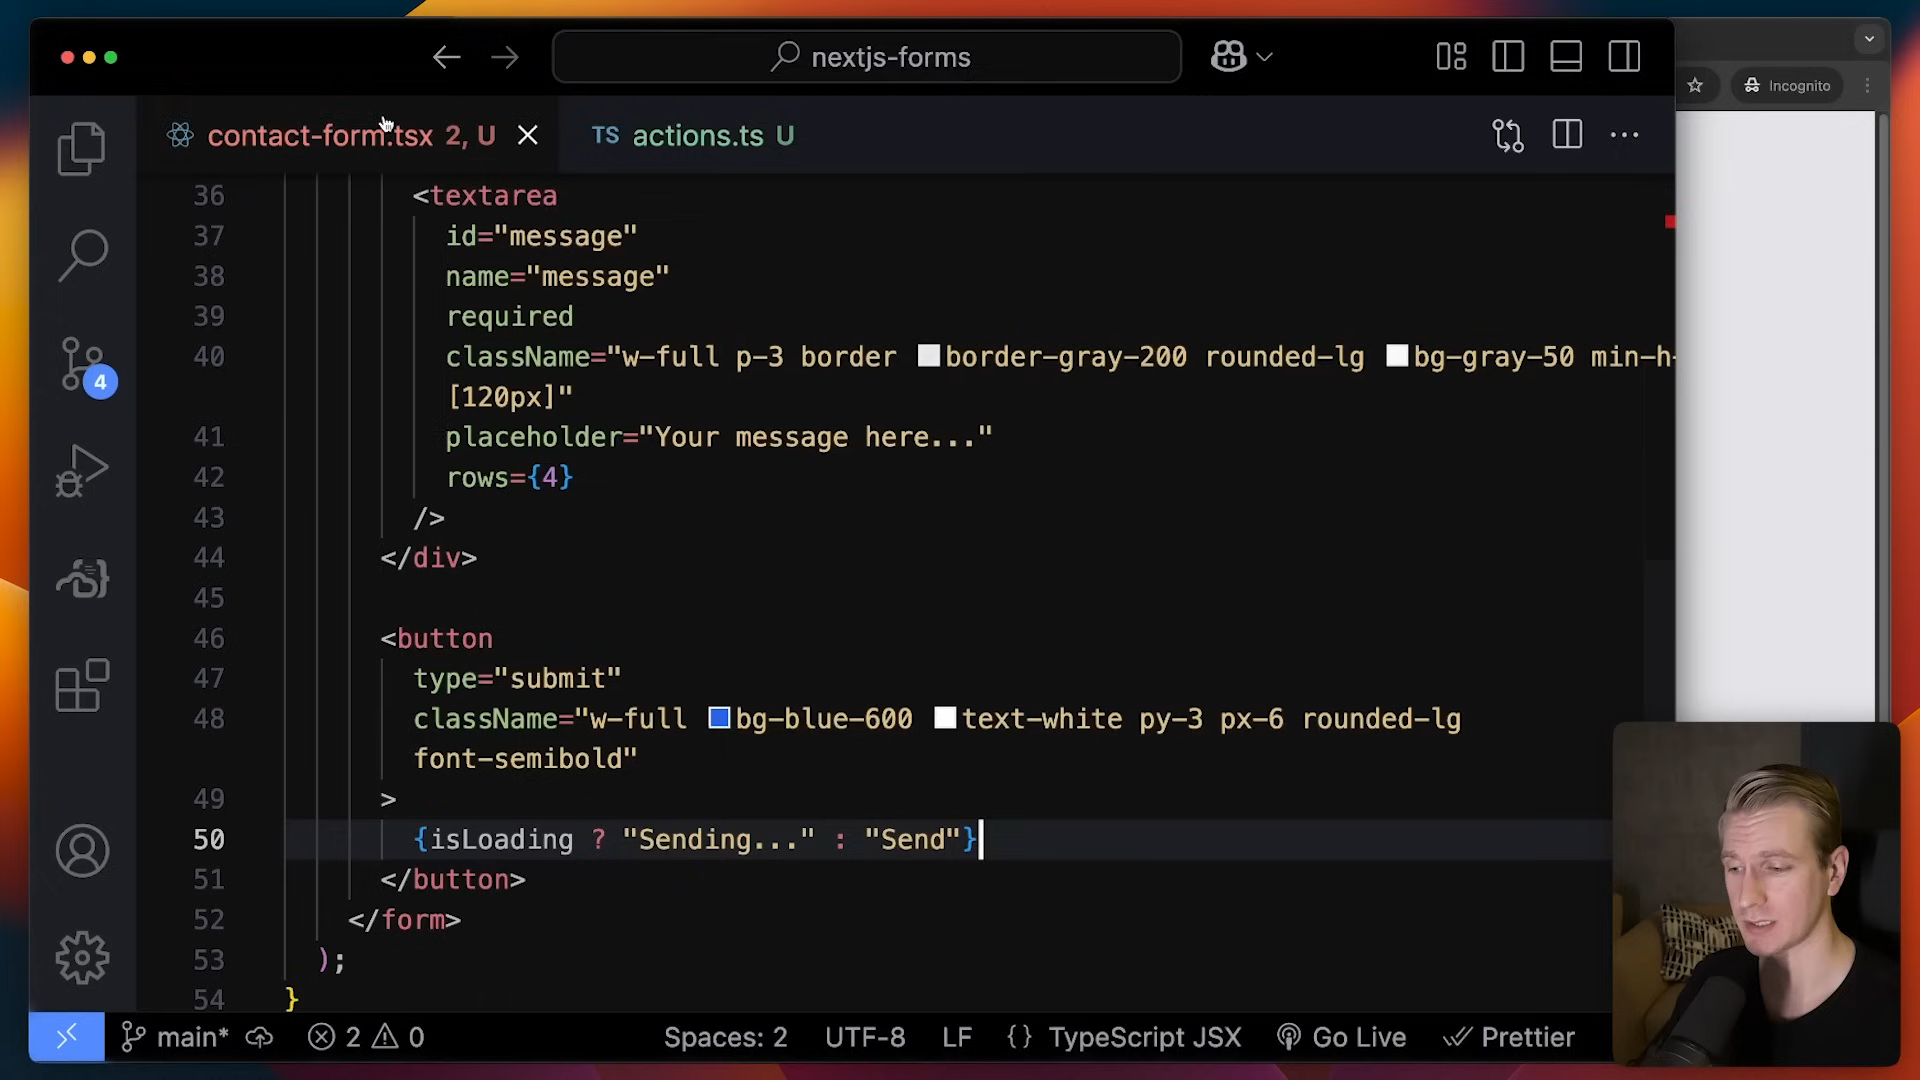 nextjs-forms
Incognito
contact-form.tsx 2, U
TS actions.ts U
36 <textarea
37 id="message"
38 name="message"
39 required
40 className="w-full p-3 border border-gray-200 rounded-lg bg-gray-50 min-h-
[120px]"
41 placeholder="Your message here..."
42 rows={4}
43 />
44 </div>
45
46 <button
47 type="submit"
48 className="w-full bg-blue-600 text-white py-3 px-6 rounded-lg
font-semibold"
49 >
50 {isLoading ? "Sending..." : "Send"}
51 </button>
52 </form>
53 );
54 }
4
main* 2 0 Spaces: 2 UTF-8 LF {} TypeScript JSX Go Live Prettier